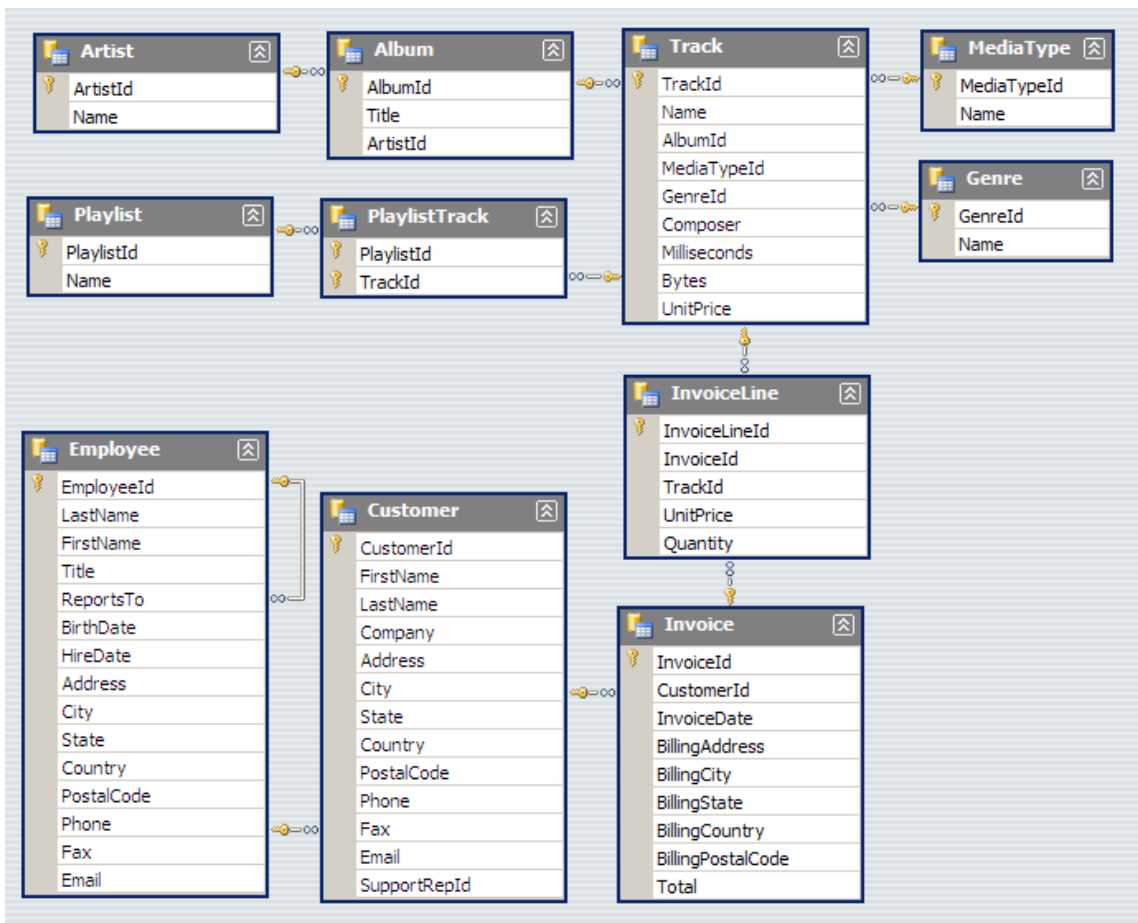 Artist
ArtistId
Name
Album
AlbumId
Title
ArtistId
Track
TrackId
Name
AlbumId
MediaTypeId
GenreId
Composer
Milliseconds
Bytes
UnitPrice
MediaType
MediaTypeId
Name
Genre
GenreId
Name
Playlist
PlaylistId
Name
PlaylistTrack
PlaylistId
TrackId
InvoiceLine
InvoiceLineId
InvoiceId
TrackId
UnitPrice
Quantity
Employee
EmployeeId
LastName
FirstName
Title
ReportsTo
BirthDate
HireDate
Address
City
State
Country
PostalCode
Phone
Fax
Email
Customer
CustomerId
FirstName
LastName
Company
Address
City
State
Country
PostalCode
Phone
Fax
Email
SupportRepId
Invoice
InvoiceId
CustomerId
InvoiceDate
BillingAddress
BillingCity
BillingState
BillingCountry
BillingPostalCode
Total